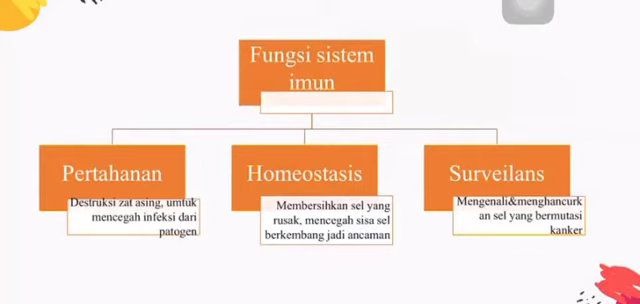 Fungsi sistem
imun
Pertahanan
Destruksi zat asing, umtuk
mencegah infeksi dari
patogen
Homeostasis
Membersihkan sel yang
rusak, mencegah sisa sel
berkembang jadi ancaman
Surveilans
Mengenali&menghancurk
an sel yang bermutasi
kanker